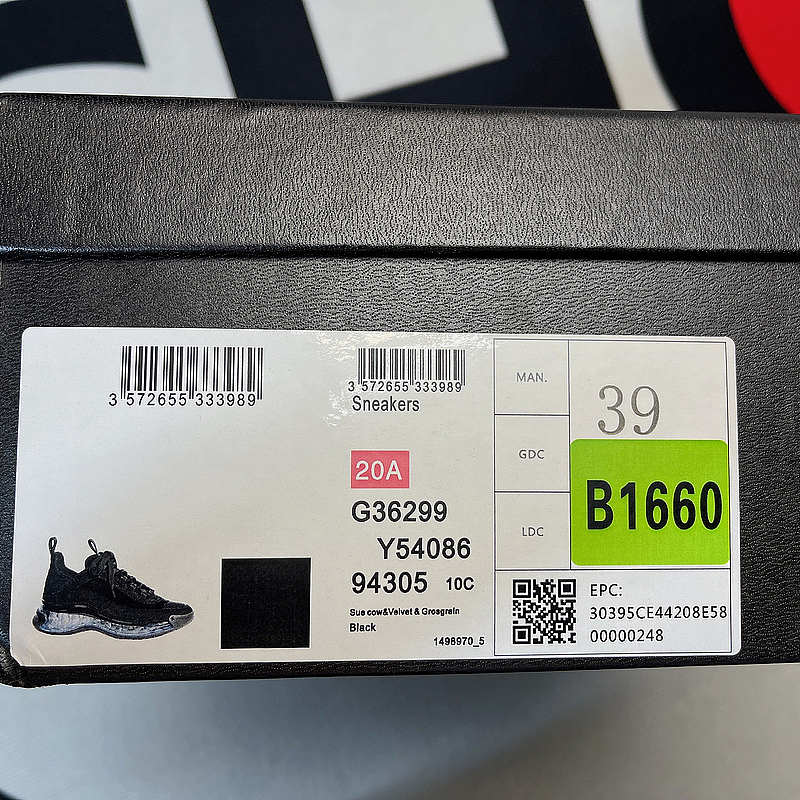 3 572655 333989
3 572655 333989
Sneakers
20A
G36299
Y54086
94305 10C
Sue cow&Velvet & Grosgrain
Black
1498970_5
MAN.
39
GDC
B1660
LDC
EPC:
30395CE44208E58
00000248